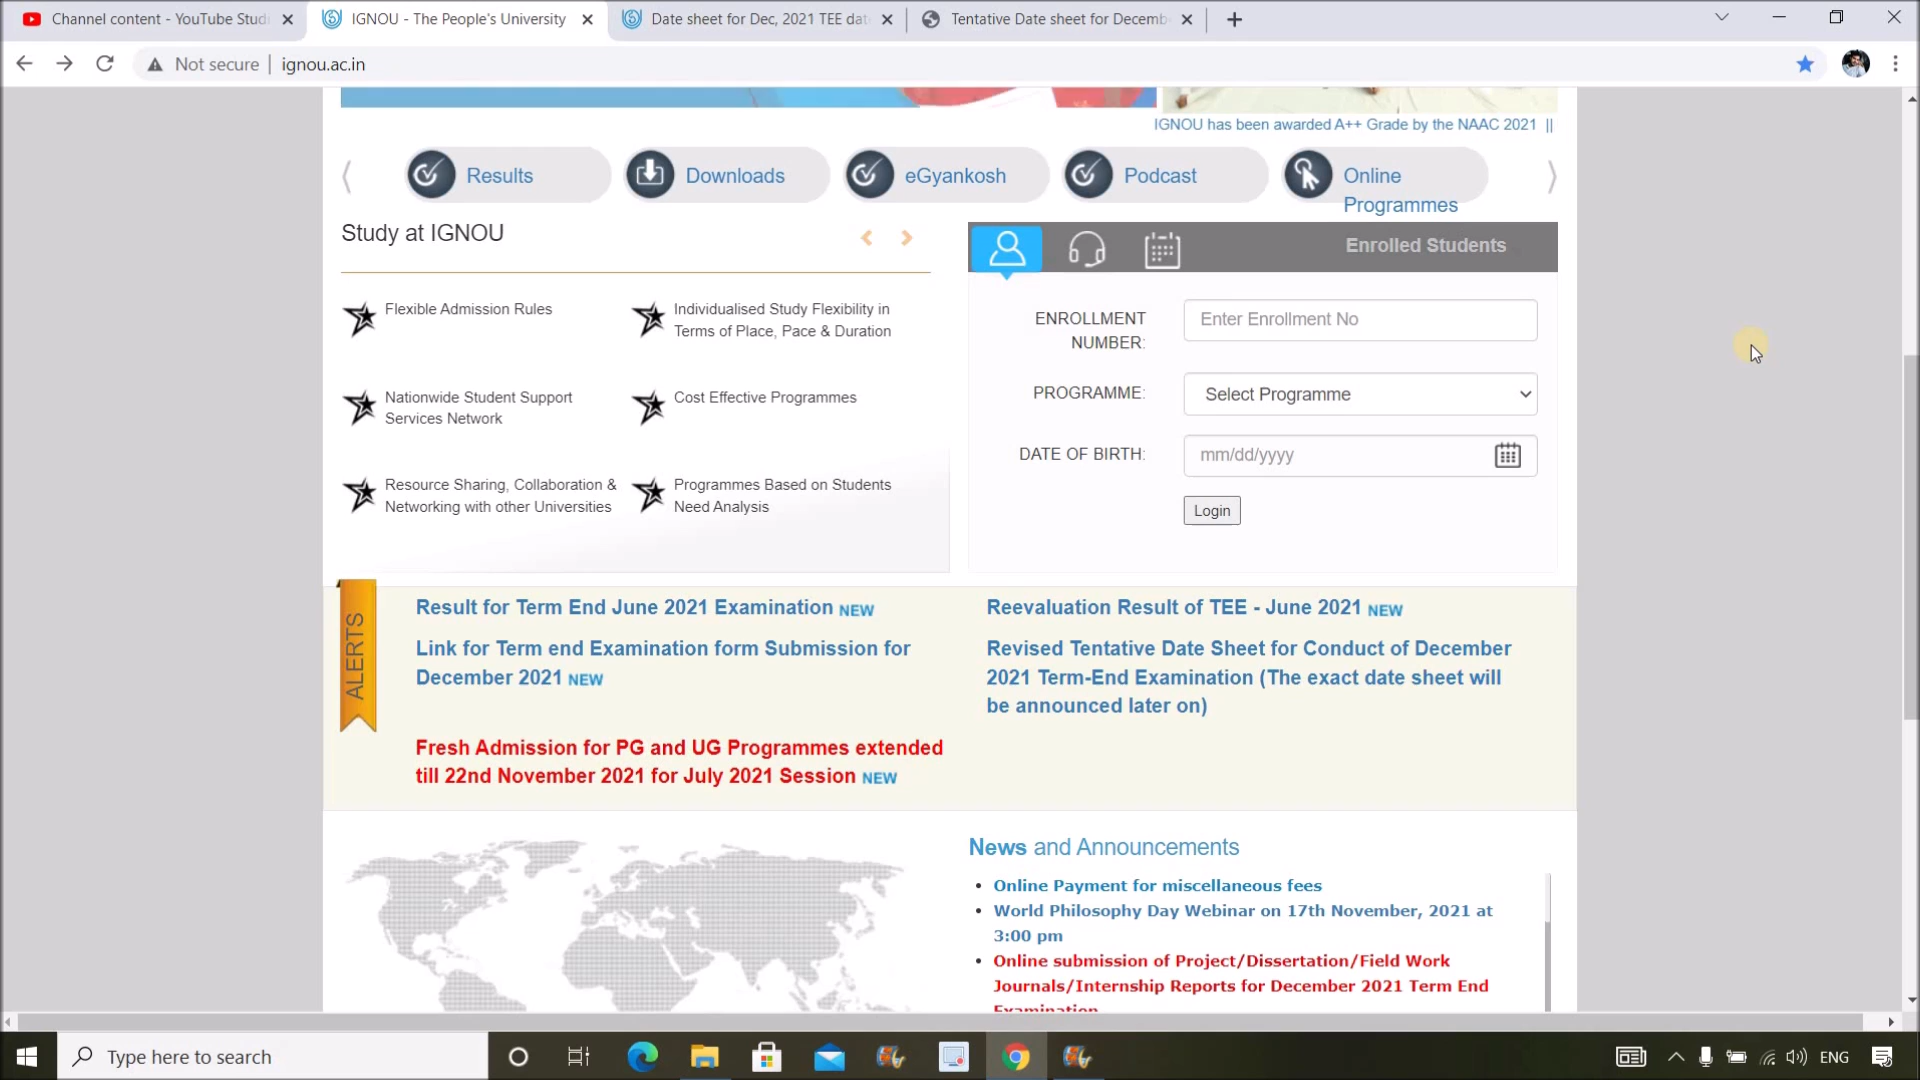 Channel content - YouTube Stud
IGNOU - The People's University
Date sheet for Dec, 2021 TEE dat
Tentative Date sheet for Decemb
Not secure
ignou.ac.in
IGNOU has been awarded A++ Grade by the NAAC 2021 ||
Results
Downloads
eGyankosh
Podcast
Online
Programmes
Study at IGNOU
Enrolled Students
Flexible Admission Rules
Individualised Study Flexibility in
Terms of Place, Pace & Duration
Nationwide Student Support
Services Network
Cost Effective Programmes
Resource Sharing, Collaboration &
Networking with other Universities
Programmes Based on Students
Need Analysis
ENROLLMENT
NUMBER:
Enter Enrollment No
PROGRAMME:
Select Programme
DATE OF BIRTH:
mm/dd/yyyy
Login
ALERTS
Result for Term End June 2021 Examination NEW
Link for Term end Examination form Submission for
December 2021 NEW
Fresh Admission for PG and UG Programmes extended
till 22nd November 2021 for July 2021 Session NEW
Reevaluation Result of TEE - June 2021 NEW
Revised Tentative Date Sheet for Conduct of December
2021 Term-End Examination (The exact date sheet will
be announced later on)
News and Announcements
Online Payment for miscellaneous fees
World Philosophy Day Webinar on 17th November, 2021 at
3:00 pm
Online submission of Project/Dissertation/Field Work
Journals/Internship Reports for December 2021 Term End
Examination
Type here to search
ENG